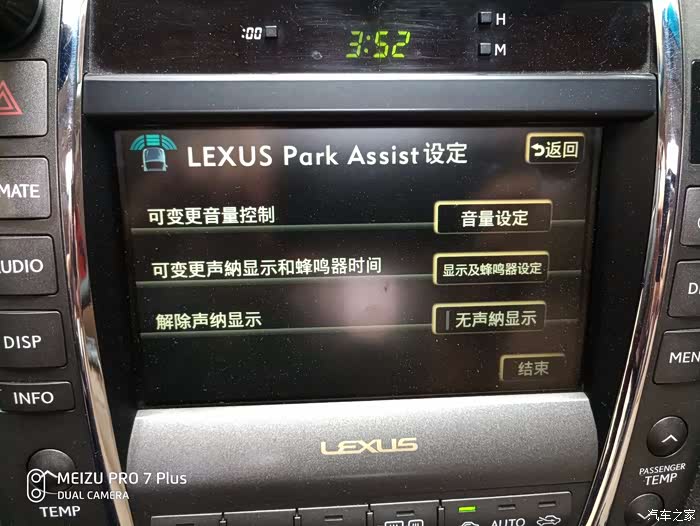 :00
3:52
H
M
LEXUS Park Assist设定
返回
可变更音量控制
音量设定
可变更声納显示和蜂鸣器时间
显示及蜂鸣器设定
解除声纳显示
无声納显示
结束
MATE
UDIO
DISP
INFO
TEMP
LEXUS
MEN
PASSENGER
TEMP
AUTO
MEIZU PRO 7 Plus
DUAL CAMERA
汽车之家